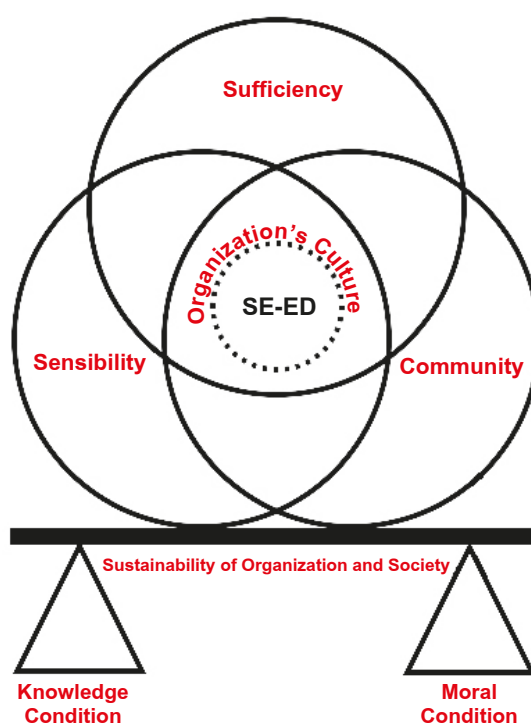 Sufficiency
Organization's Culture
SE-ED
Sensibility
Community
Sustainability of Organization and Society
Knowledge
Condition
Moral
Condition